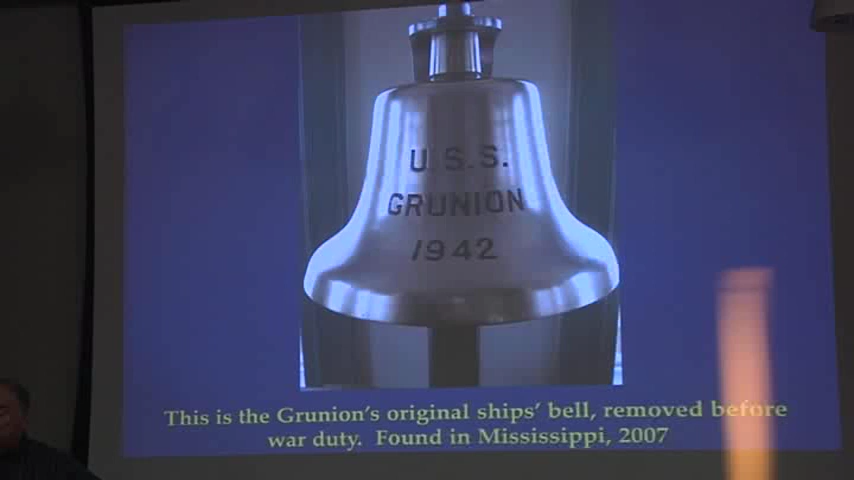 U.S.S.
GRUNION
1942
This is the Grunion's original ships' bell, removed before
war duty. Found in Mississippi, 2007